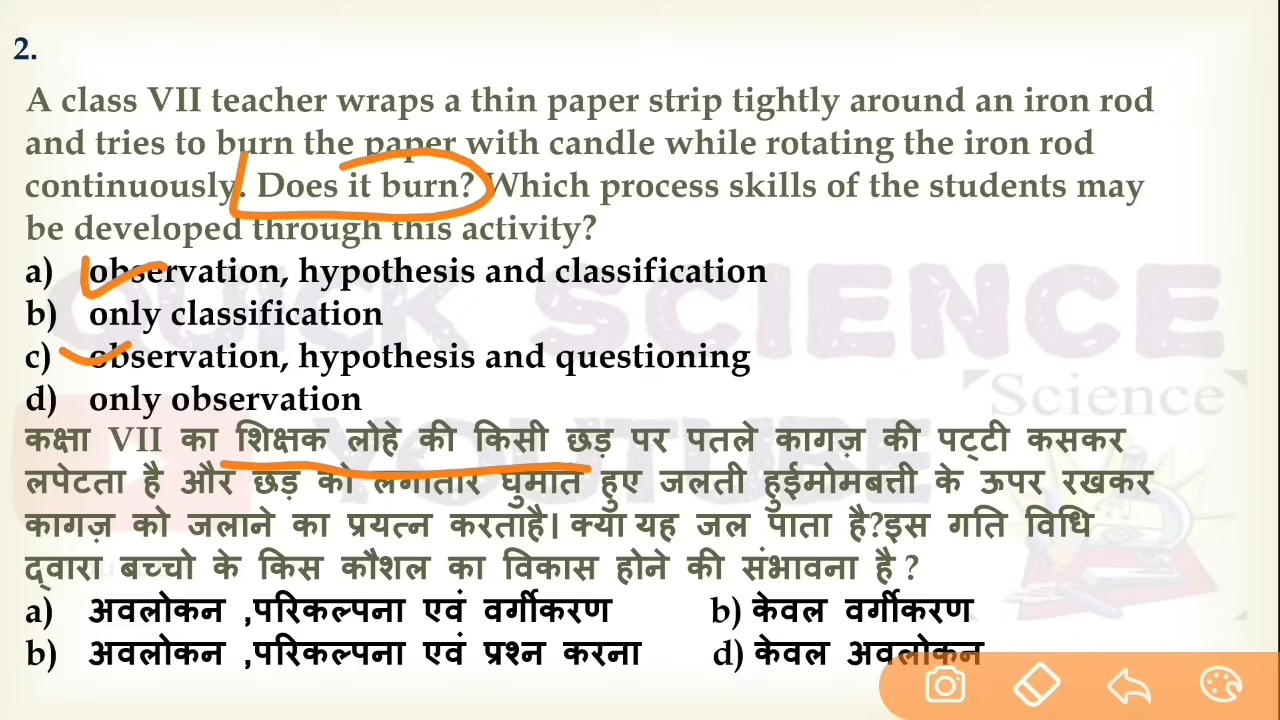 2.
A class VII teacher wraps a thin paper strip tightly around an iron rod
and tries to burn the paper with candle while rotating the iron rod
continuously. Does it burn? Which process skills of the students may
be developed through this activity?
a) observation, hypothesis and classification
b) only classification
c) observation, hypothesis and questioning
d) only observation
कक्षा VII का शिक्षक लोहे की किसी छड़ पर पतले कागज़ की पट्टी कसकर
लपेटता है और छड़ को लगातार घुमाते हुए जलती हुईमोमबत्ती के ऊपर रखकर
कागज़ को जलाने का प्रयत्न करताहै। क्या यह जल पाता है?इस गति विधि
द्वारा बच्चो के किस कौशल का विकास होने की संभावना है ?
a) अवलोकन ,परिकल्पना एवं वर्गीकरण b) केवल वर्गीकरण
b) अवलोकन ,परिकल्पना एवं प्रश्न करना d) केवल अवलोकन
QUICK SCIENCE
Science
YOUTUBE